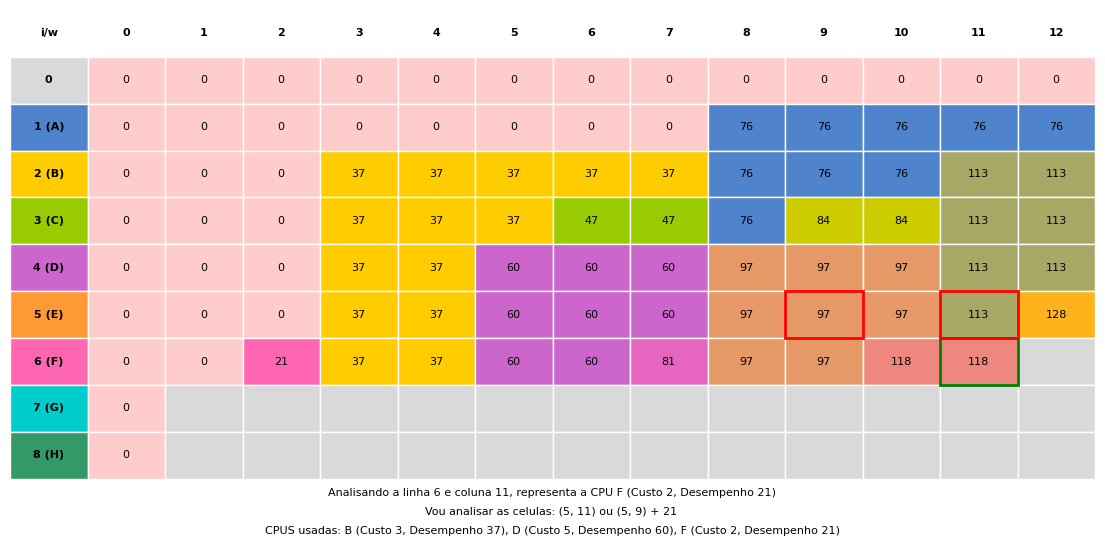 i/w 0 1 2 3 4 5 6 7 8 9 10 11 12
0 0 0 0 0 0 0 0 0 0 0 0 0 0
1 (A) 0 0 0 0 0 0 0 0 76 76 76 76 76
2 (B) 0 0 0 37 37 37 37 37 76 76 76 113 113
3 (C) 0 0 0 37 37 37 47 47 76 84 84 113 113
4 (D) 0 0 0 37 37 60 60 60 97 97 97 113 113
5 (E) 0 0 0 37 37 60 60 60 97 97 97 113 128
6 (F) 0 0 21 37 37 60 60 81 97 97 118 118
7 (G) 0
8 (H) 0
Analisando a linha 6 e coluna 11, representa a CPU F (Custo 2, Desempenho 21)
Vou analisar as celulas: (5, 11) ou (5, 9) + 21
CPUS usadas: B (Custo 3, Desempenho 37), D (Custo 5, Desempenho 60), F (Custo 2, Desempenho 21)